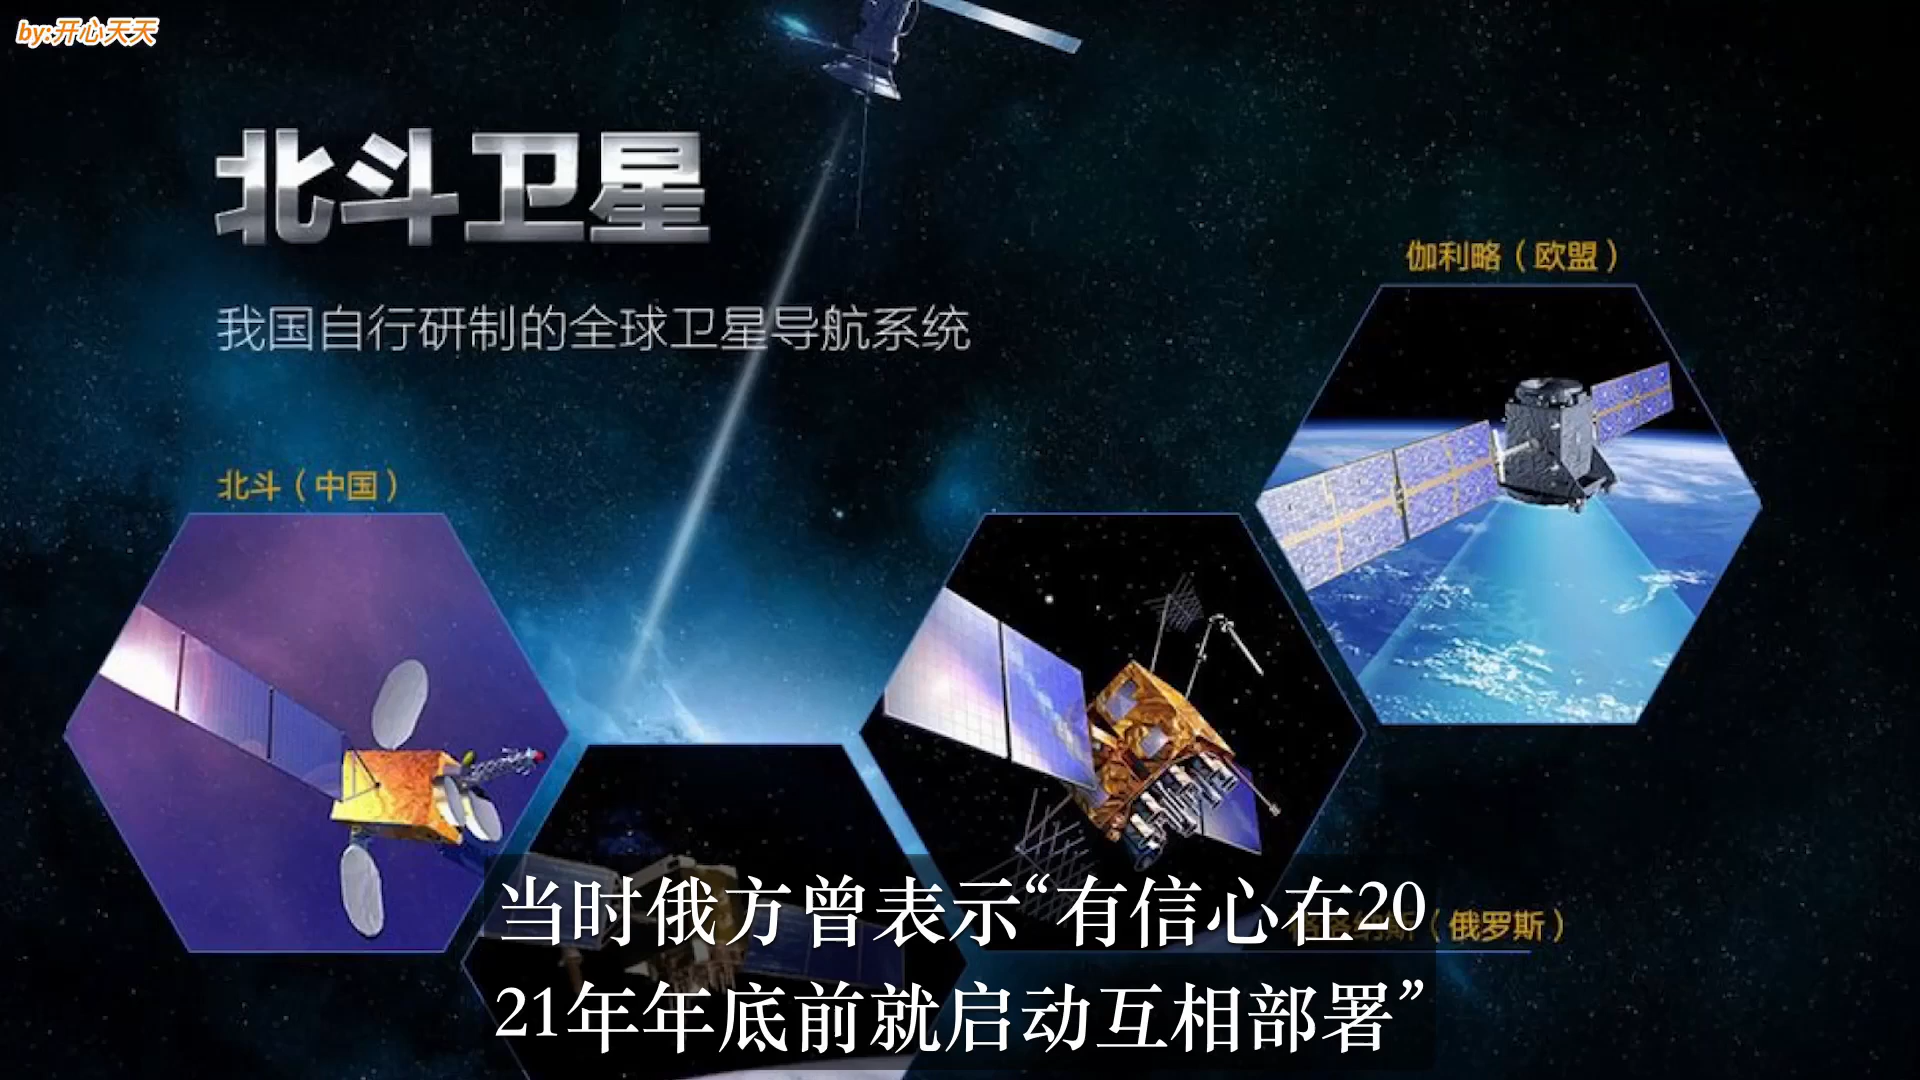 by:开心天天
北斗卫星
我国自行研制的全球卫星导航系统
伽利略（欧盟）
北斗（中国）
（俄罗斯）
当时俄方曾表示“有信心在20
21年年底前就启动互相部署”